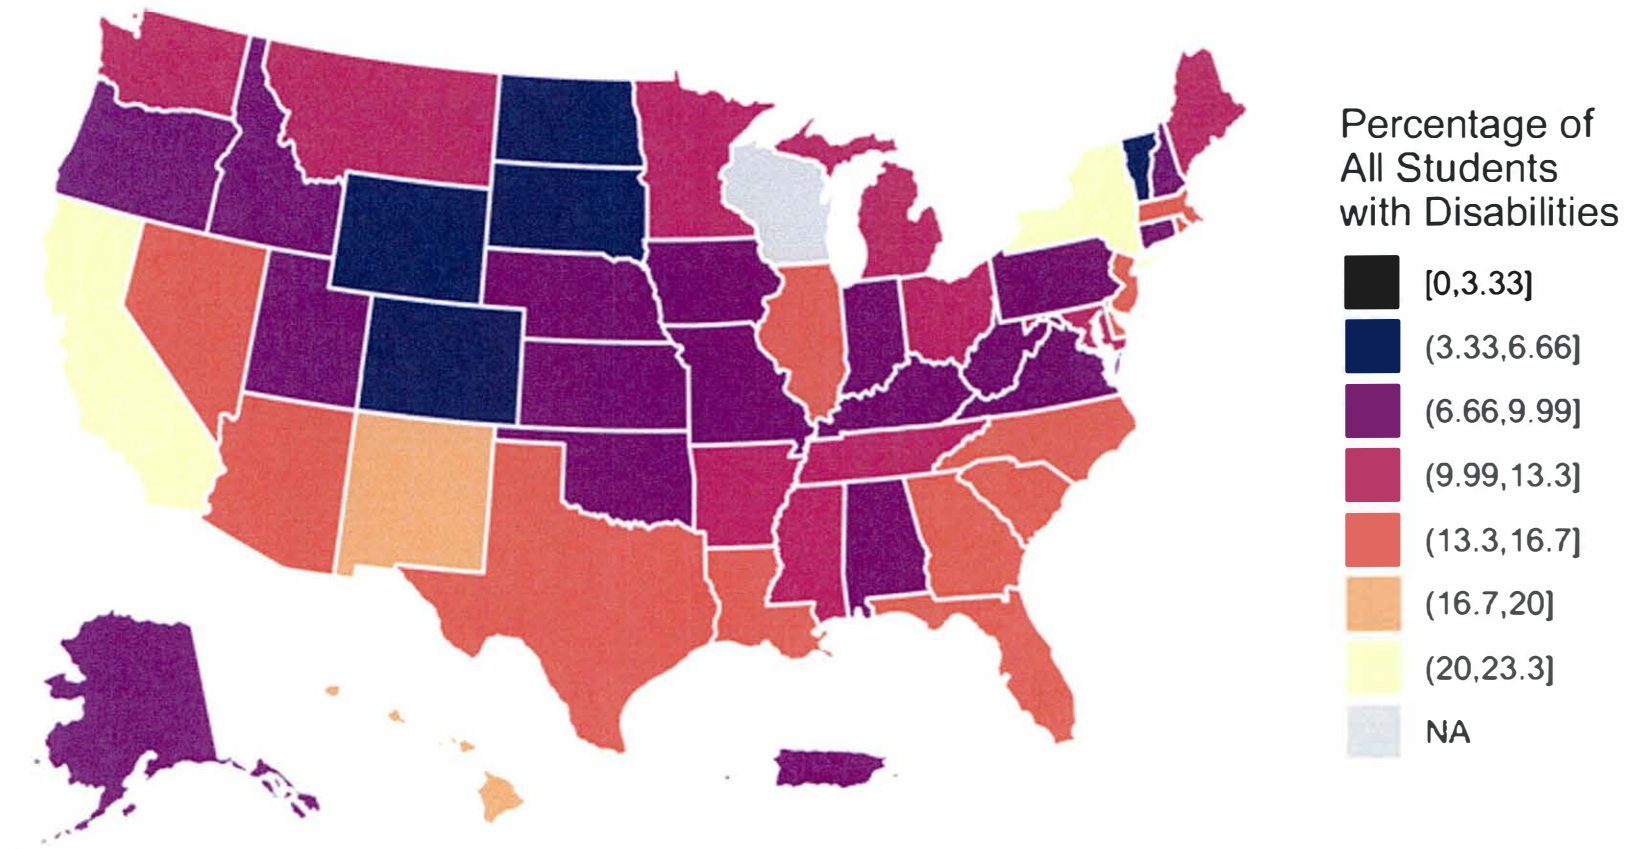 Percentage of
All Students
with Disabilities
[0,3.33]
(3.33,6.66]
(6.66,9.99]
(9.99,13.3]
(13.3,16.7]
(16.7,20]
(20,23.3]
NA